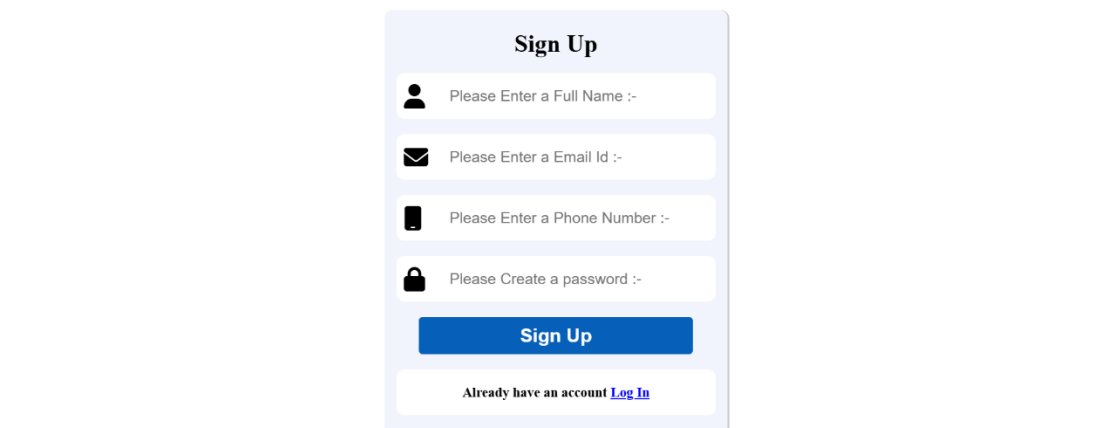 Sign Up
Please Enter a Full Name :-
Please Enter a Email Id :-
Please Enter a Phone Number :-
Please Create a password :-
Sign Up
Already have an account Log In